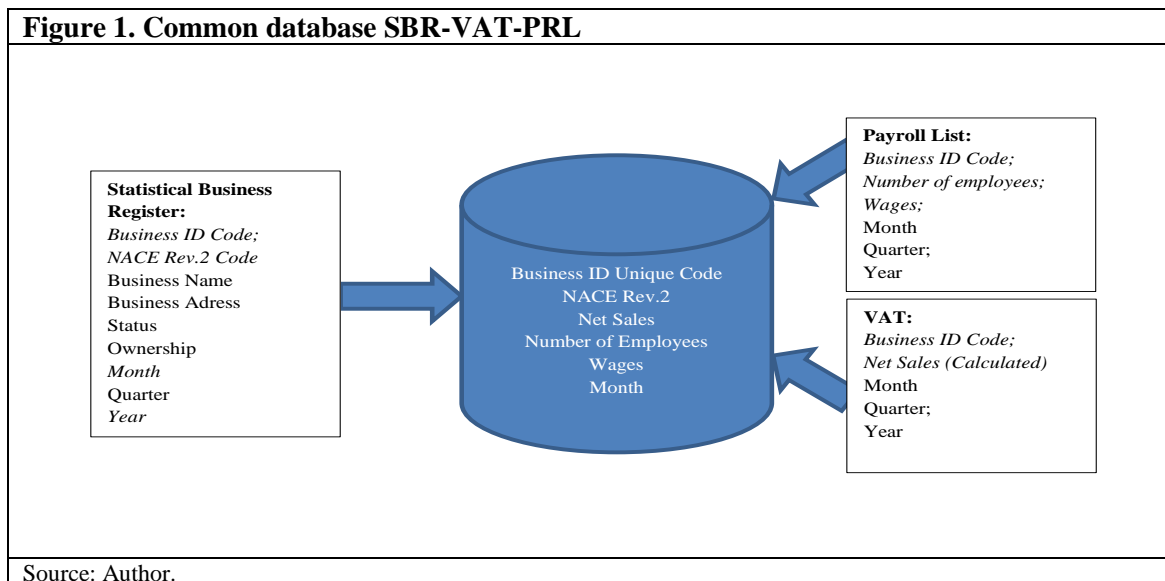 Figure 1. Common database SBR-VAT-PRL
Statistical Business
Register:
Business ID Code;
NACE Rev.2 Code
Business Name
Business Adress
Status
Ownership
Month
Quarter
Year
Business ID Unique Code
NACE Rev.2
Net Sales
Number of Employees
Wages
Month
Payroll List:
Business ID Code;
Number of employees;
Wages;
Month
Quarter;
Year
VAT:
Business ID Code;
Net Sales (Calculated)
Month
Quarter;
Year
Source: Author.